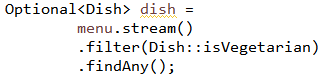 Optional<Dish> dish =
menu.stream()
.filter(Dish::isVegetarian)
.findAny();